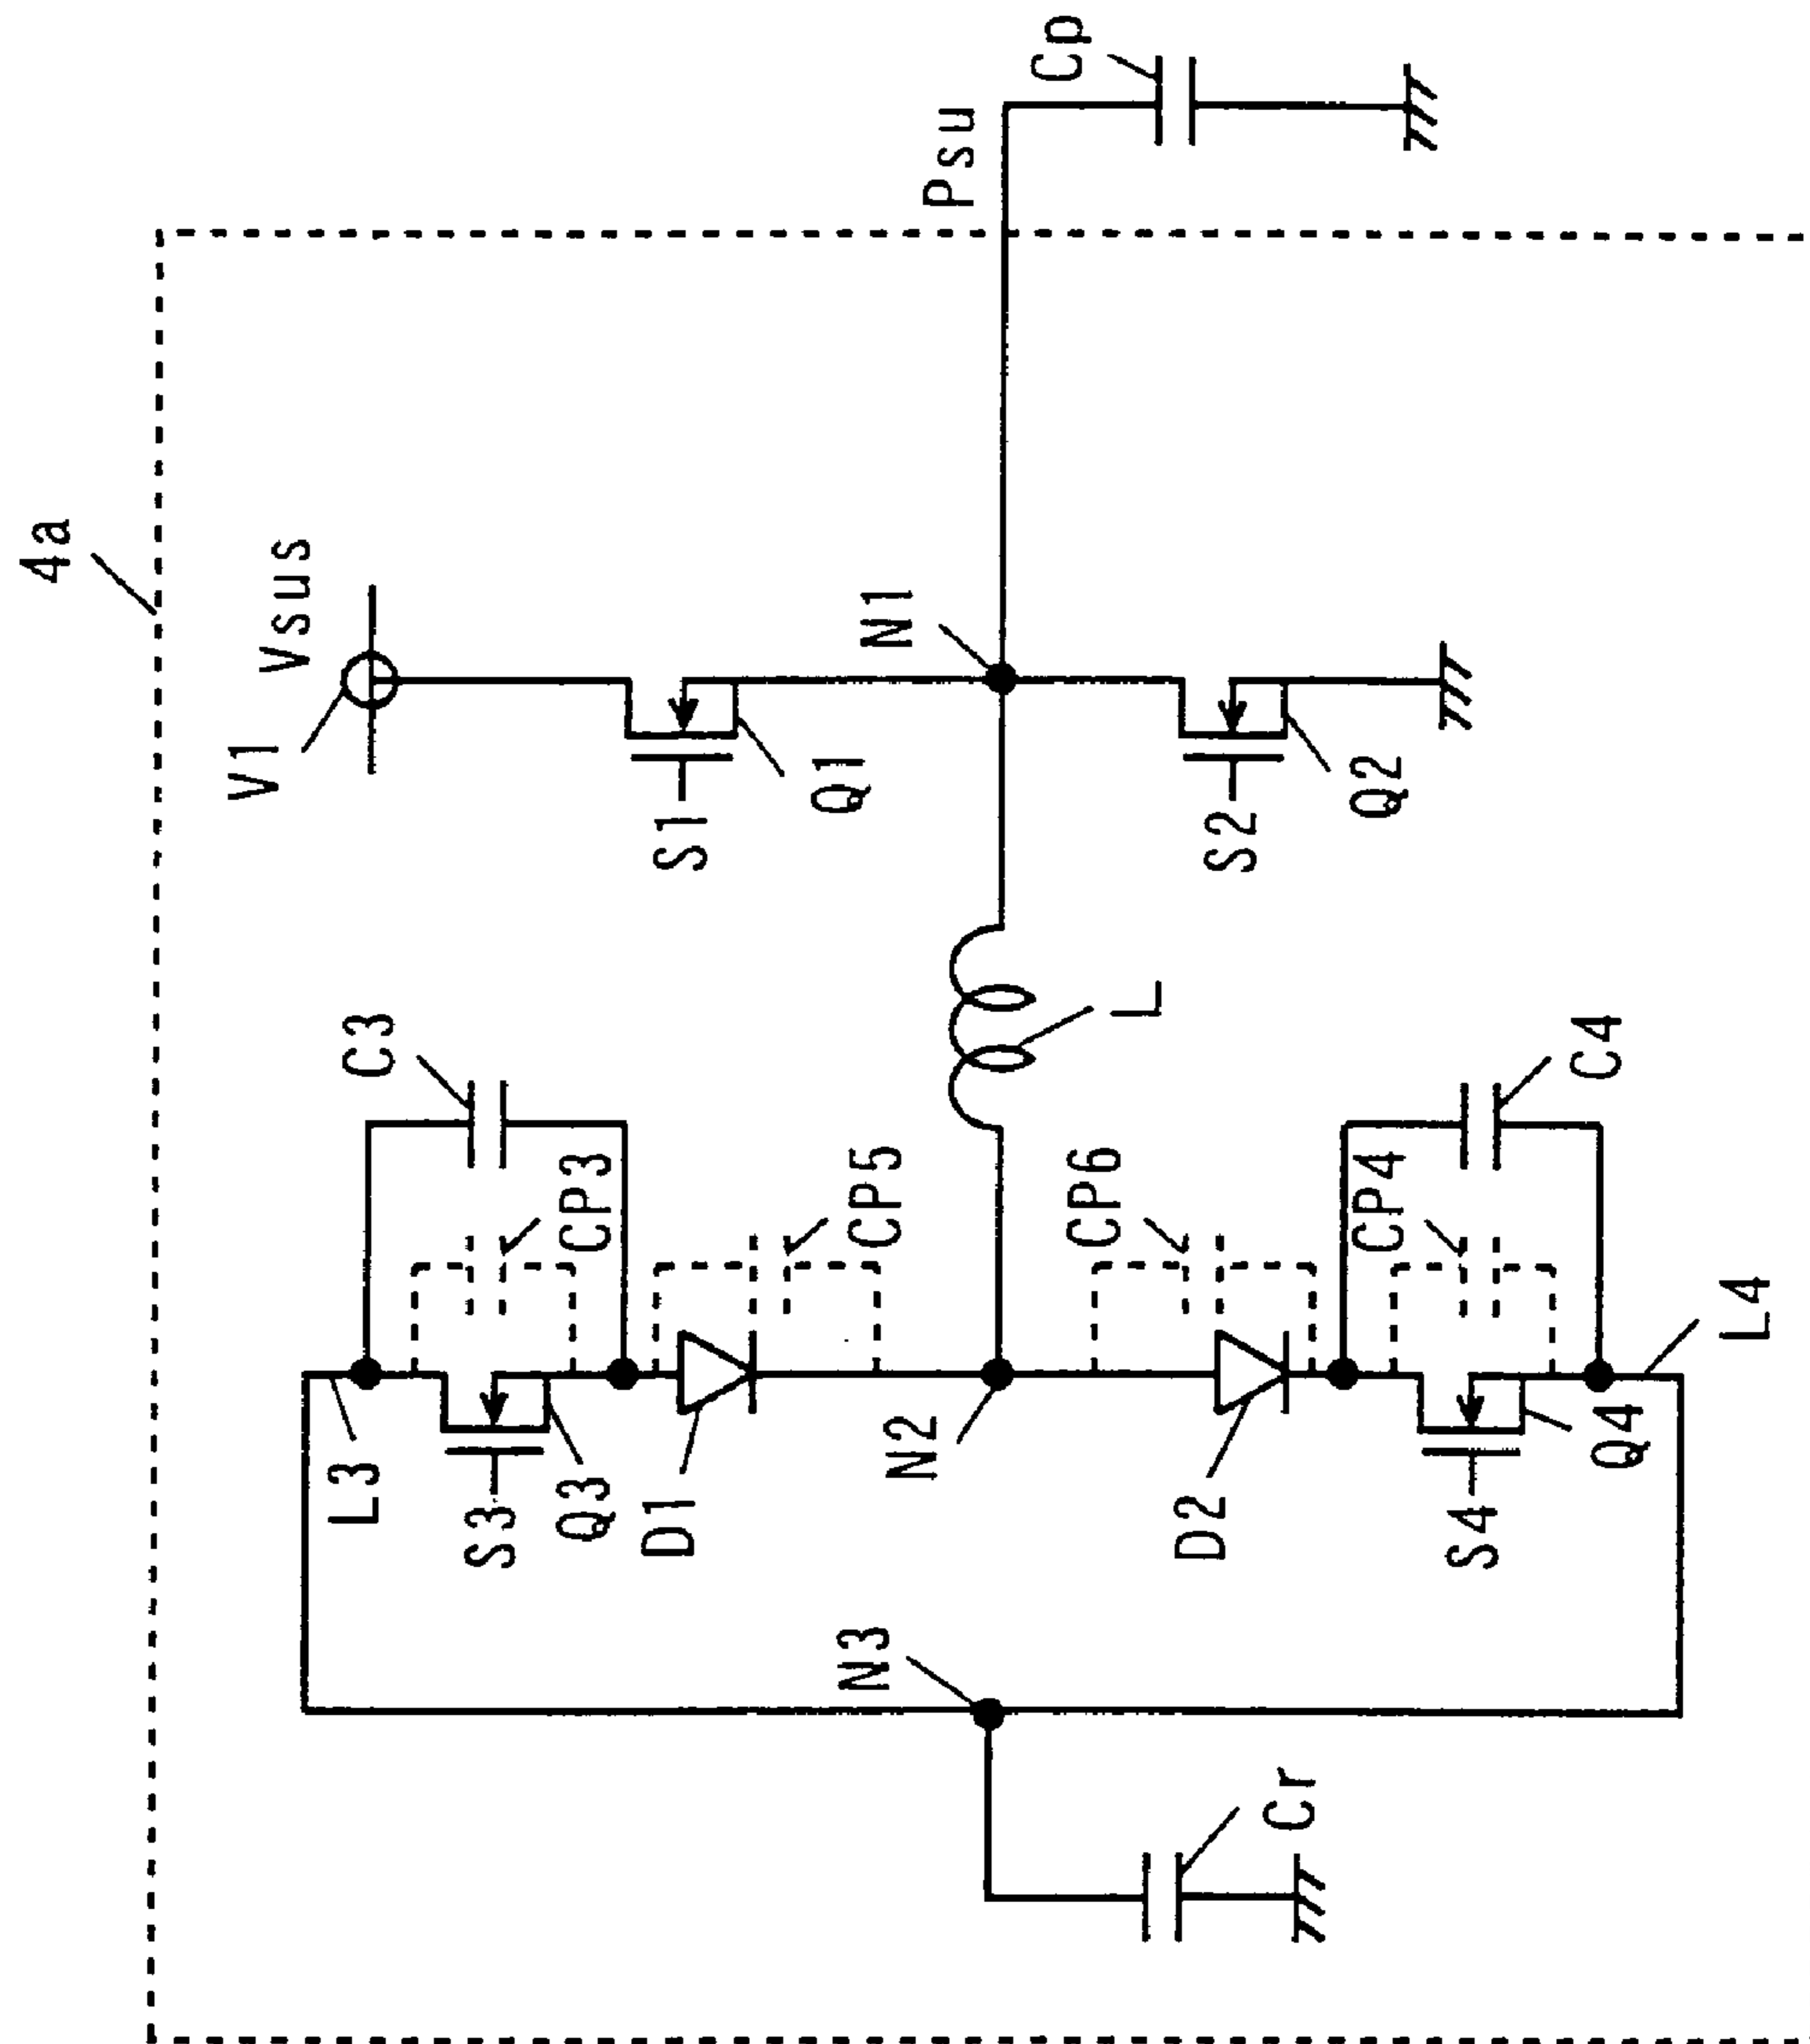 4a
V1
Vsus
S1
Q1
N1
Psu
Cp
S2
Q2
L
C3
CP3
L3
S3
Q3
D1
CP5
N2
CP6
D2
CP4
C4
S4
Q4
L4
N3
Cr